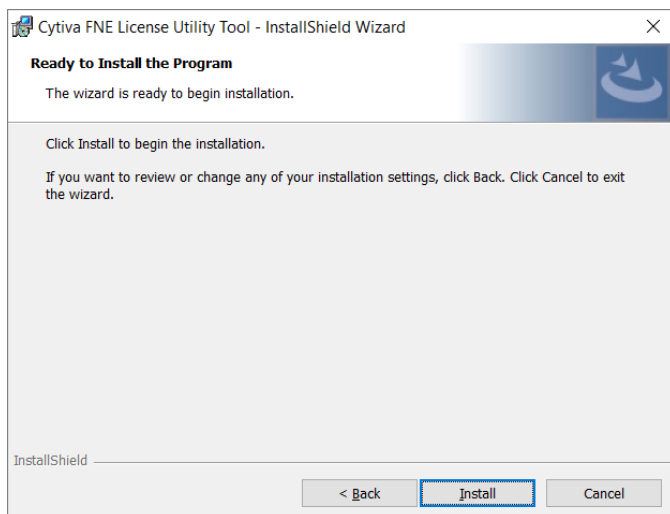 Cytiva FNE License Utility Tool - InstallShield Wizard
Ready to Install the Program
The wizard is ready to begin installation.
Click Install to begin the installation.
If you want to review or change any of your installation settings, click Back. Click Cancel to exit
the wizard.
InstallShield
< Back
Install
Cancel